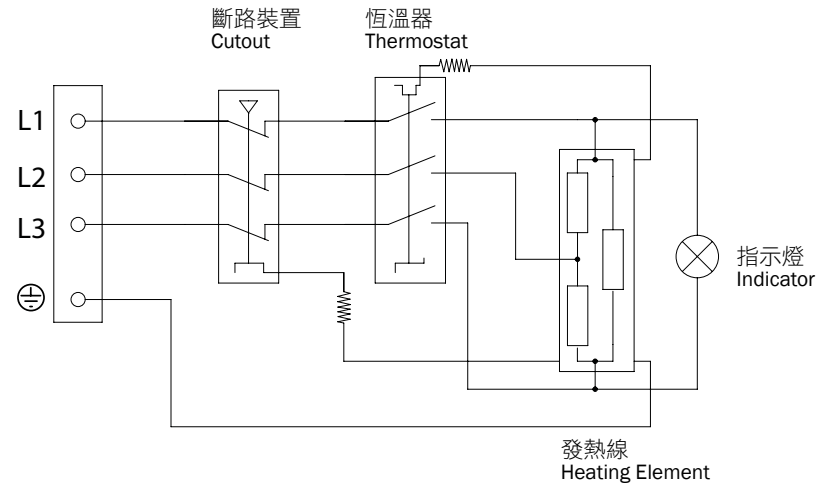 斷路裝置
Cutout
恆溫器
Thermostat
L1
L2
L3
指示燈
Indicator
發熱線
Heating Element